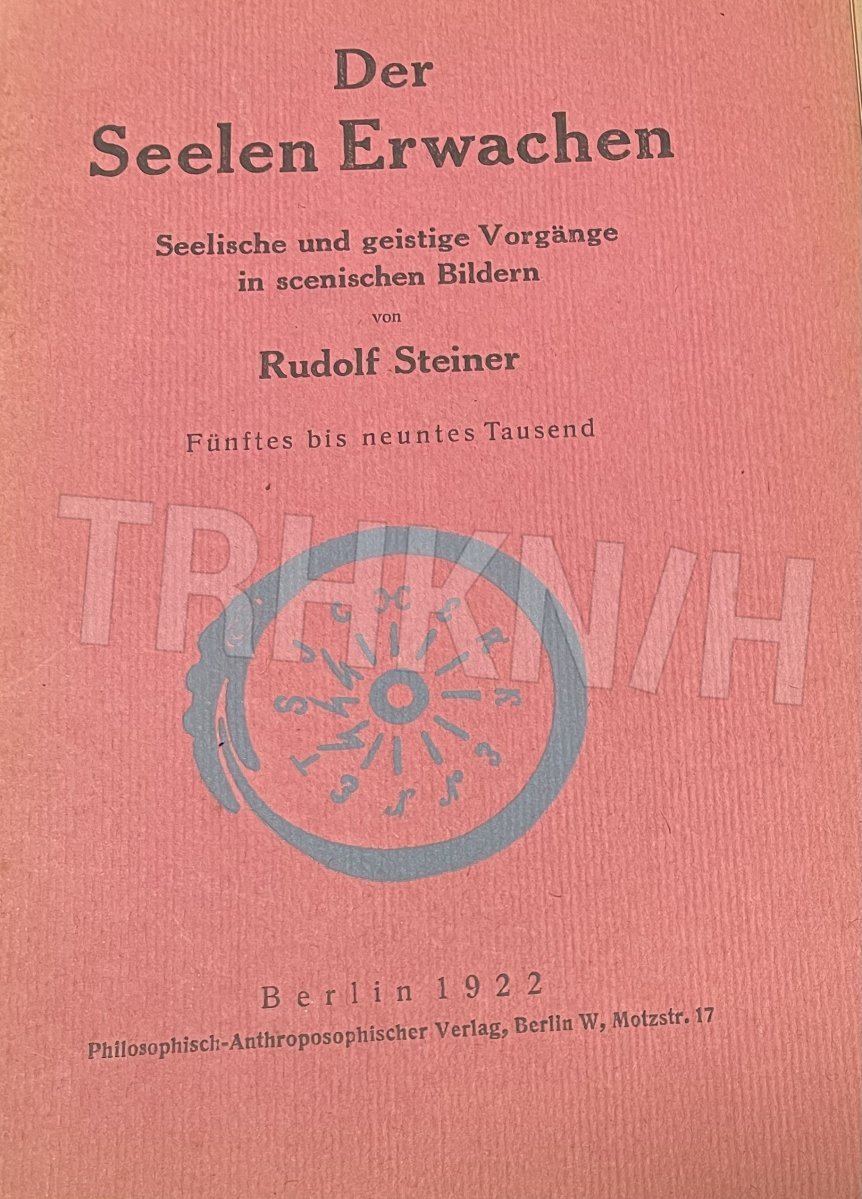 Der
Seelen Erwachen
Seelische und geistige Vorgänge
in scenischen Bildern
von
Rudolf Steiner
Fünftes bis neuntes Tausend
TRHKN/H
Berlin 1922
Philosophisch-Anthroposophischer Verlag, Berlin W, Motzstr. 17